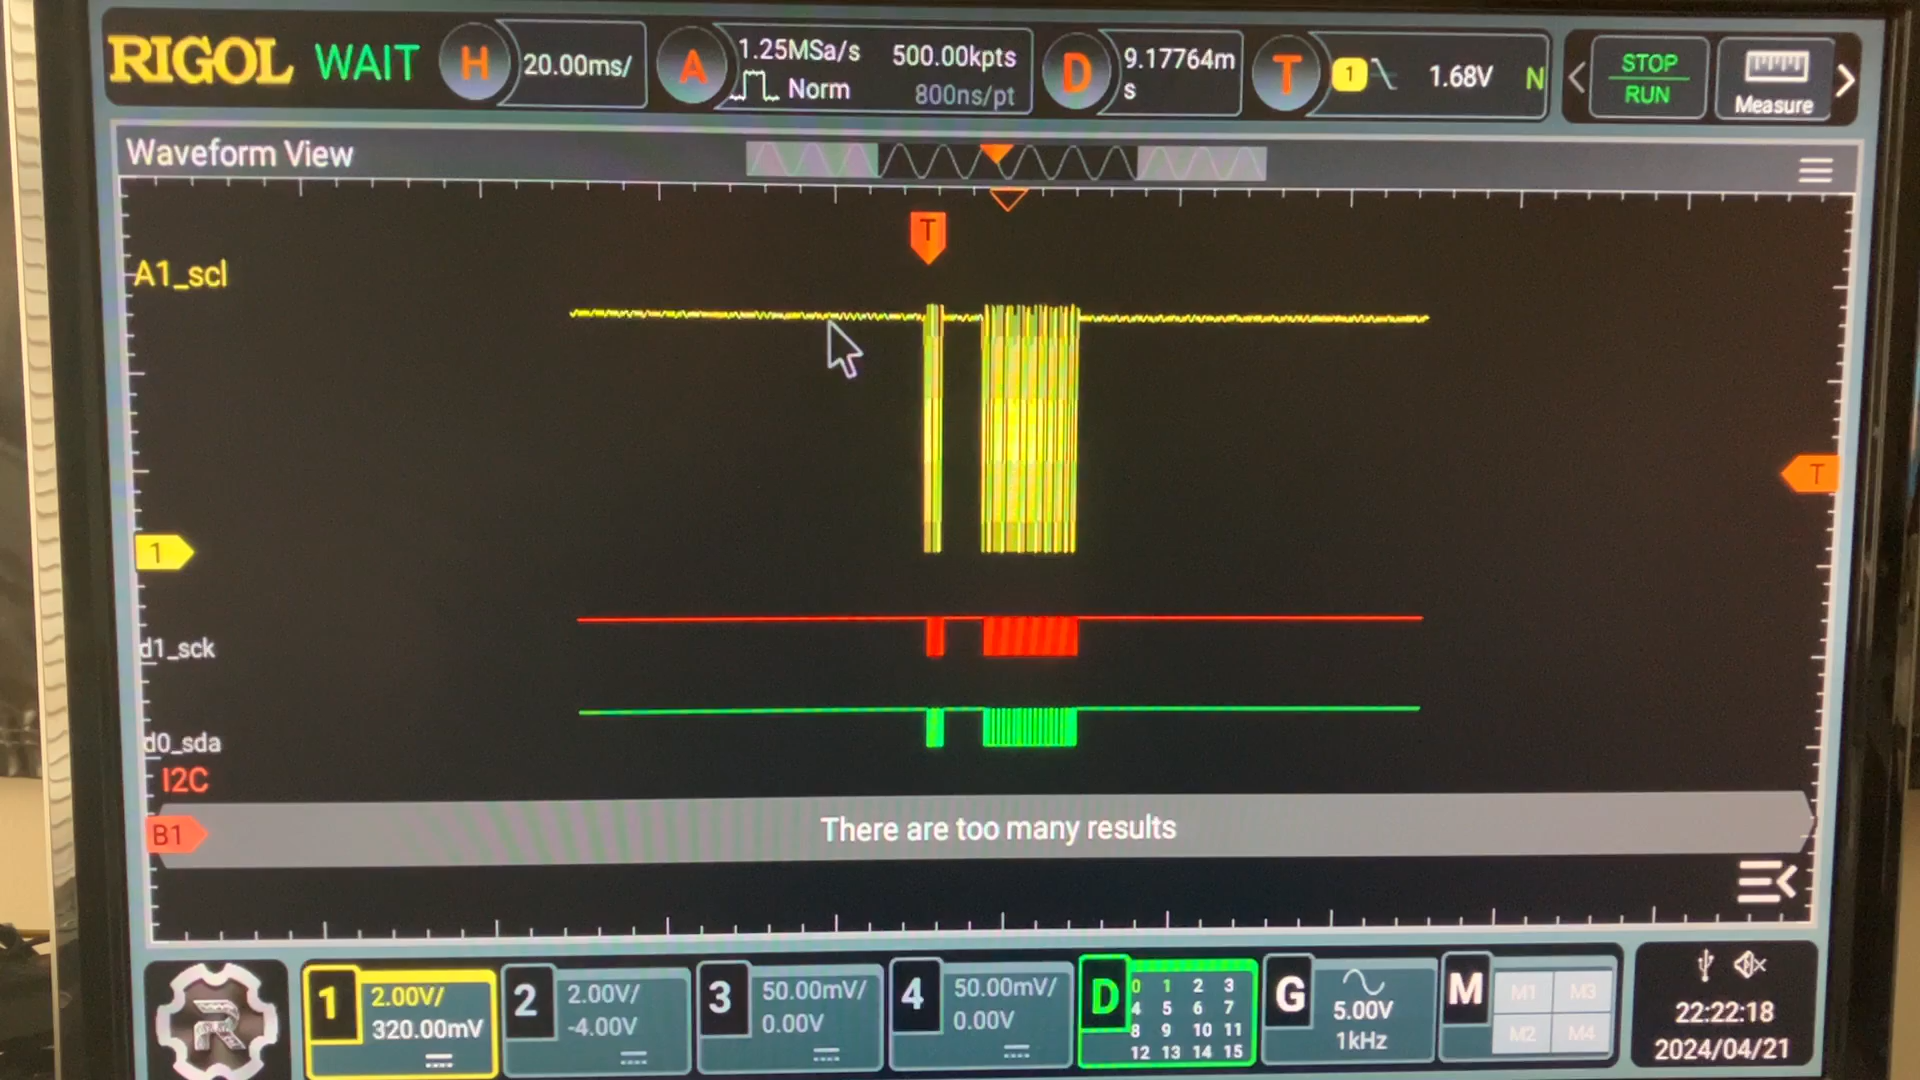 RIGOL WAIT H 20.00ms/ A 1.25MSa/s 500.00kpts D 9.17764m T 1 1.68V N STOP
s Norm 800ns/pt RUN Measure
Waveform View
T
A1_scl
T
1
d1_sck
d0_sda
I2C
B1 There are too many results
1 2.00V/ 2 2.00V/ 3 50.00mV/ 4 50.00mV/ D 0 1 2 3 G 5.00V M M1 M3
320.00mV -4.00V 0.00V 0.00V 4 5 6 7 1kHz M2 M4
8 9 10 11
12 13 14 15
R
22:22:18
2024/04/21